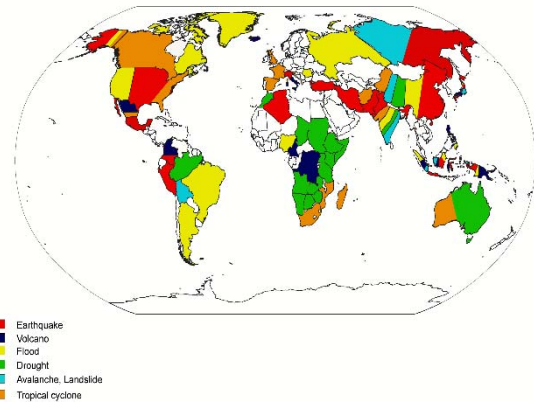 Earthquake
Volcano
Flood
Drought
Avalanche, Landslide
Tropical cyclone